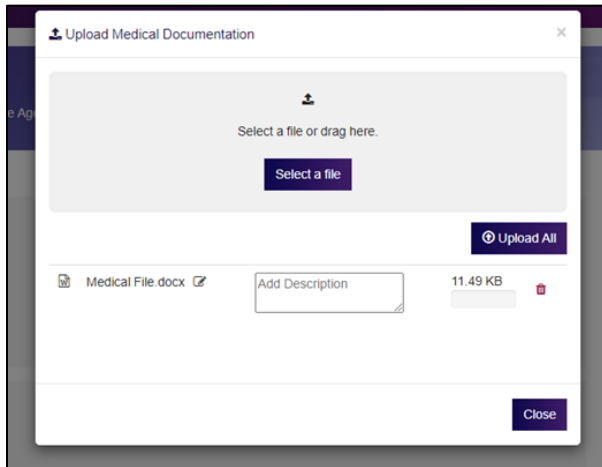 Upload Medical Documentation
×
e Age
Select a file or drag here.
Select a file
Upload All
Medical File.docx
Add Description
11.49 KB
Close